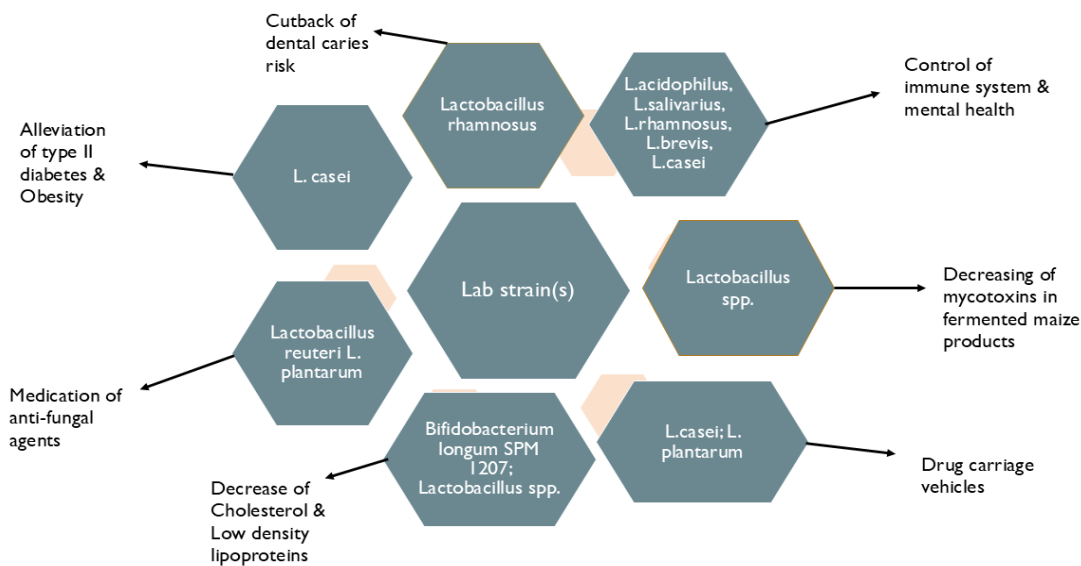 Cutback of
dental caries
risk
Lactobacillus
rhamnosus
L.acidophilus,
L.salivarius,
L.rhamnosus,
L.brevis,
L.casei
Control of
immune system &
mental health
Alleviation
of type II
diabetes &
Obesity
L. casei
Lab strain(s)
Lactobacillus
spp.
Decreasing of
mycotoxins in
fermented maize
products
Lactobacillus
reuteri L.
plantarum
Medication of
anti-fungal
agents
Bifidobacterium
longum SPM
1207;
Lactobacillus spp.
Decrease of
Cholesterol &
Low density
lipoproteins
L.casei; L.
plantarum
Drug carriage
vehicles